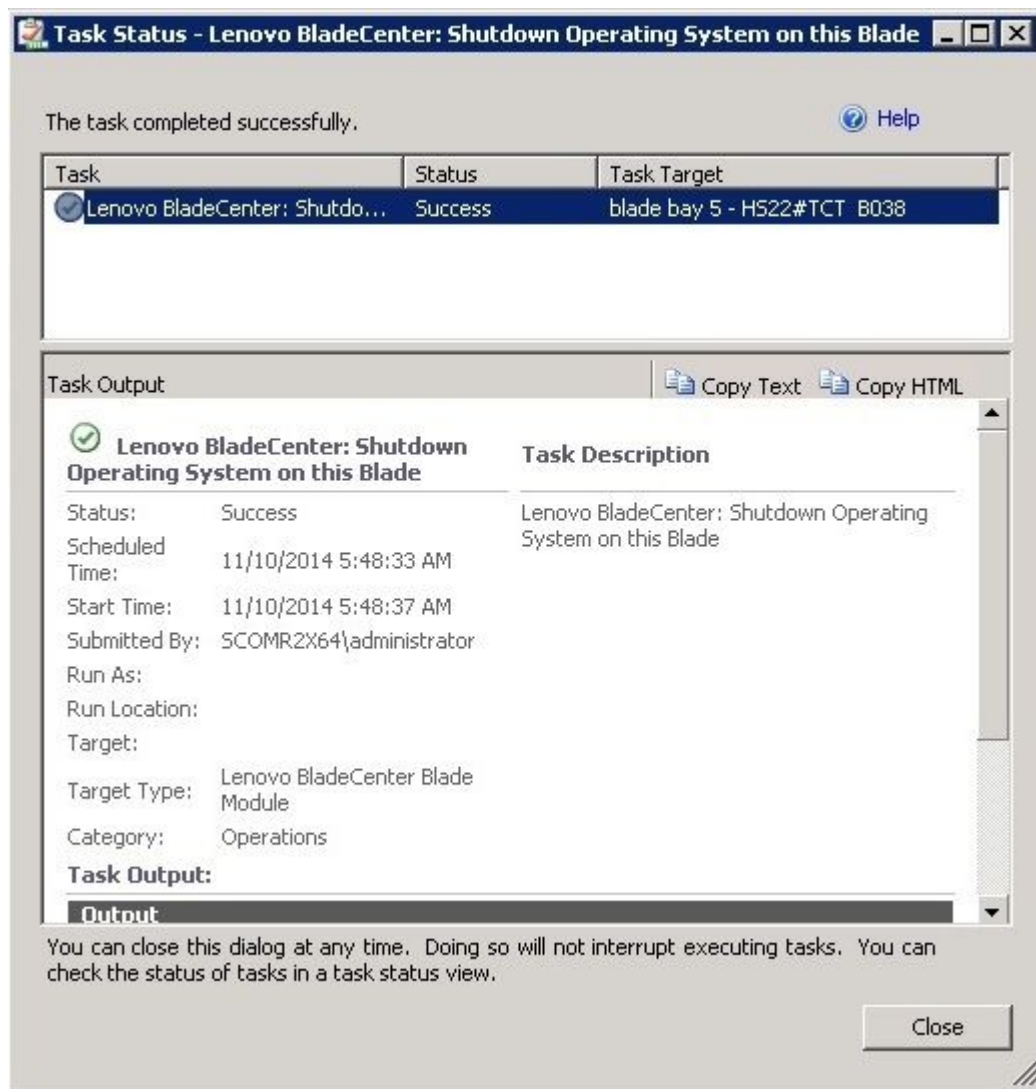 Task Status - Lenovo BladeCenter: Shutdown Operating System on this Blade
The task completed successfully.
Help
Task Status Task Target
Lenovo BladeCenter: Shutdo... Success blade bay 5 - HS22#TCT B038
Task Output
Copy Text Copy HTML
Lenovo BladeCenter: Shutdown
Operating System on this Blade
Task Description
Lenovo BladeCenter: Shutdown Operating
System on this Blade
Status: Success
Scheduled
Time: 11/10/2014 5:48:33 AM
Start Time: 11/10/2014 5:48:37 AM
Submitted By: SCOMR2X64\administrator
Run As:
Run Location:
Target:
Target Type: Lenovo BladeCenter Blade
Module
Category: Operations
Task Output:
Output
You can close this dialog at any time. Doing so will not interrupt executing tasks. You can
check the status of tasks in a task status view.
Close